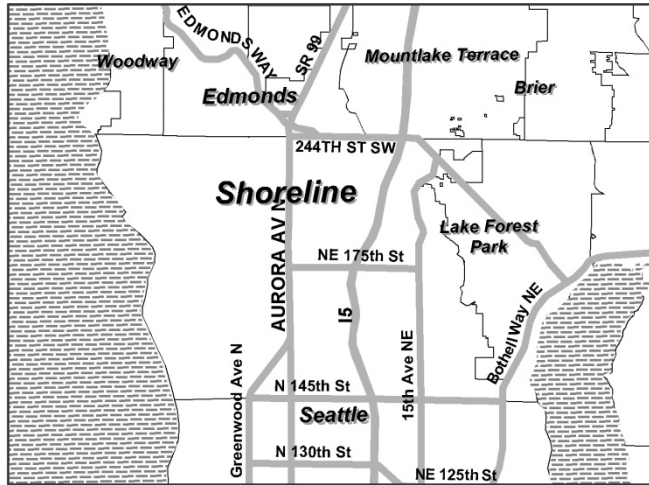 EDMONDS WAY
SR 99
Woodway
Mountlake Terrace
Brier
Edmonds
244TH ST SW
Shoreline
AURORA AV N
Lake Forest
Park
NE 175th St
I5
Bothell Way NE
15th Ave NE
Greenwood Ave N
N 145th St
Seattle
N 130th St
NE 125th St